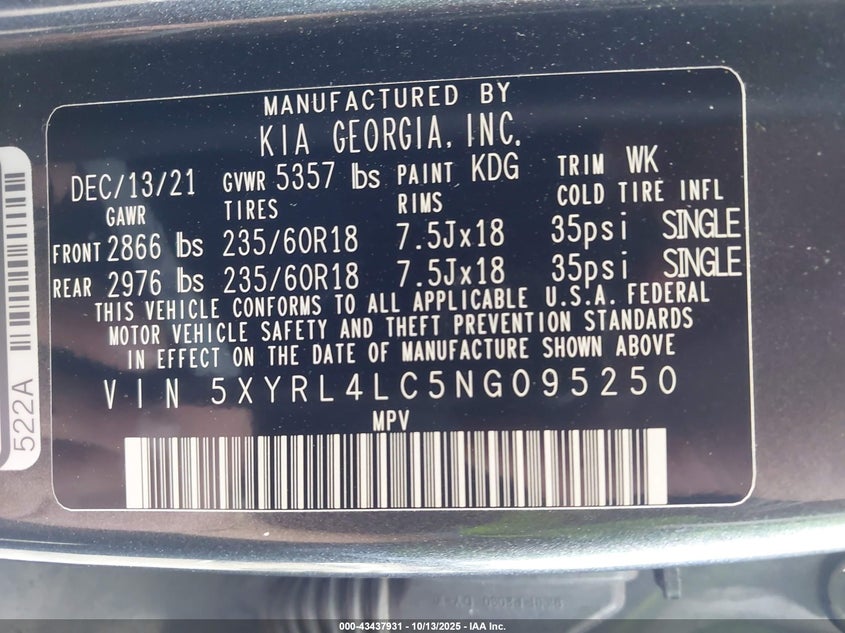 MANUFACTURED BY
KIA GEORGIA, INC.
DEC/13/21 GVWR 5357 lbs PAINT KDG TRIM WK
GAWR TIRES RIMS COLD TIRE INFL
FRONT 2866 lbs 235/60R18 7.5Jx18 35psi SINGLE
REAR 2976 lbs 235/60R18 7.5Jx18 35psi SINGLE
THIS VEHICLE CONFORMS TO ALL APPLICABLE U.S.A. FEDERAL
MOTOR VEHICLE SAFETY AND THEFT PREVENTION STANDARDS
IN EFFECT ON THE DATE OF MANUFACTURE SHOWN ABOVE
VIN 5XYRL4LC5NG095250
MPV
522A
000-43437931 - 10/13/2025 - IAA Inc.